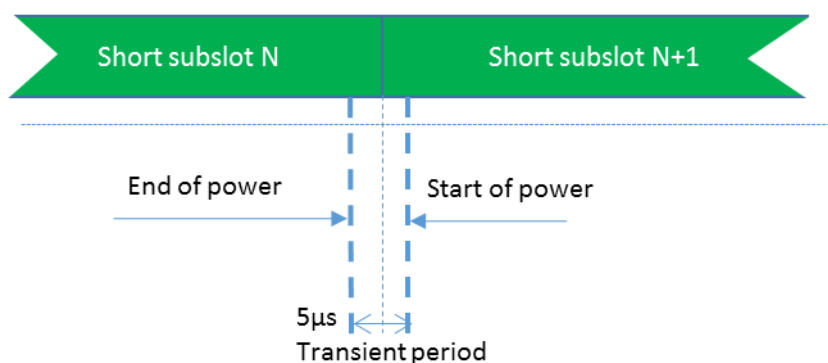 Short subslot N
Short subslot N+1
End of power
Start of power
5µs
Transient period